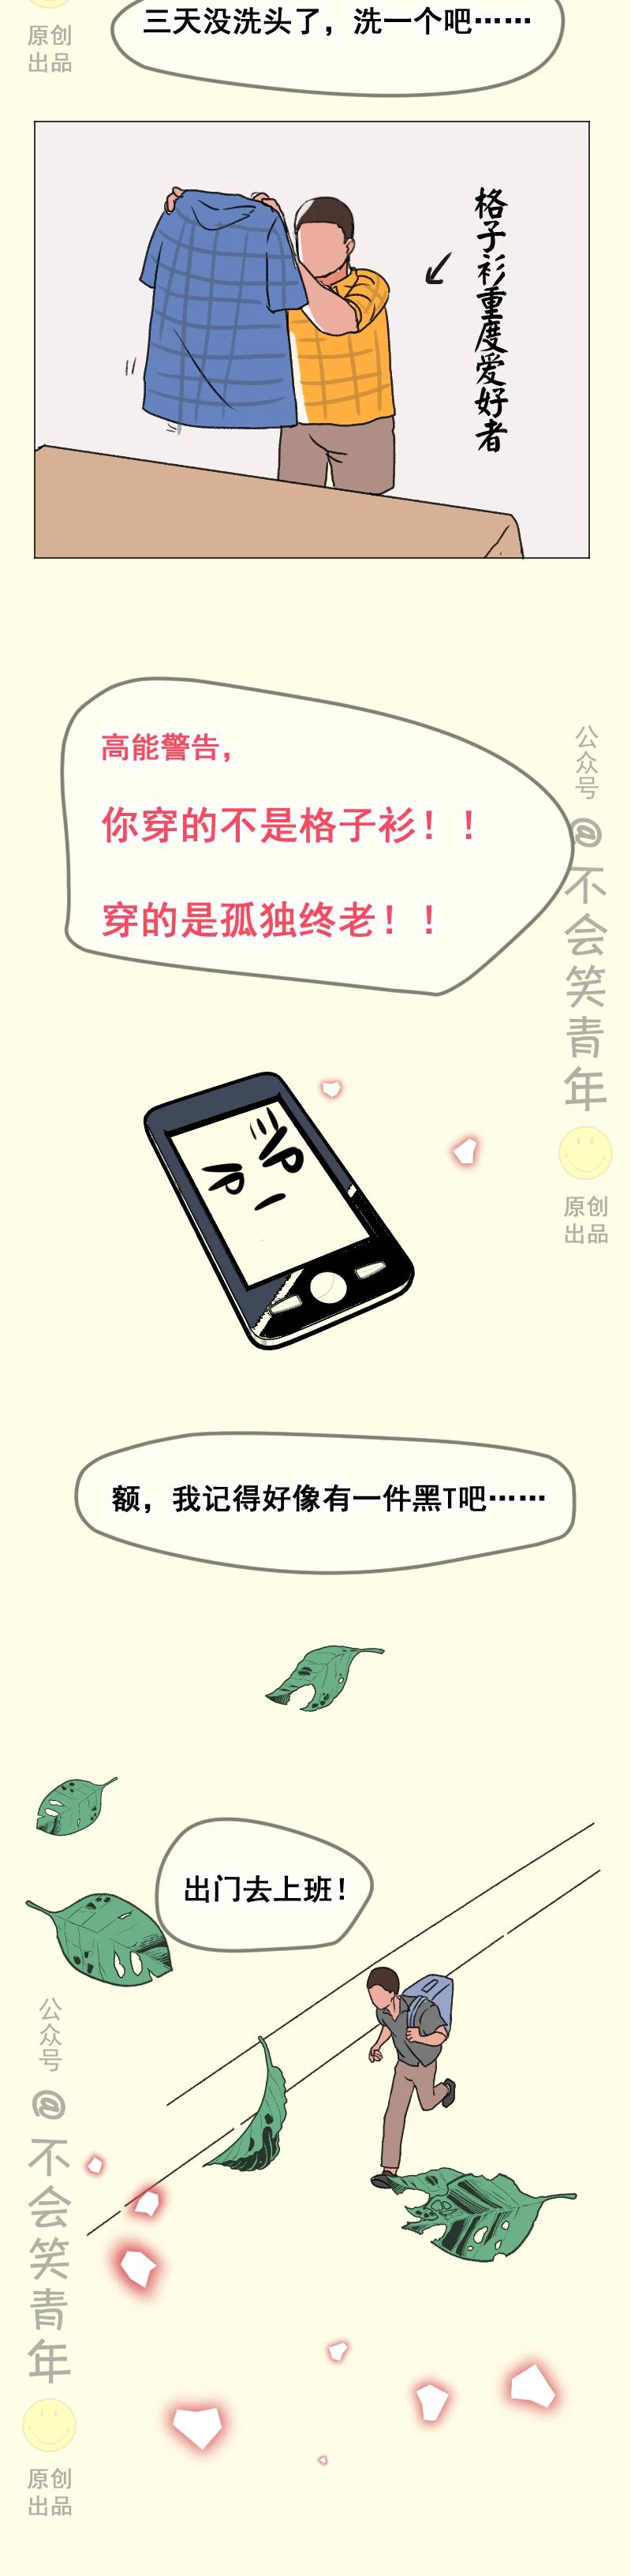 三天没洗头了，洗一个吧……
原创
出品
格子衫重度爱好者
高能警告，
你穿的不是格子衫！！
穿的是孤独终老！！
公众号
@不会笑青年
原创
出品
额，我记得好像有一件黑T吧……
出门去上班！
公众号
@不会笑青年
原创
出品